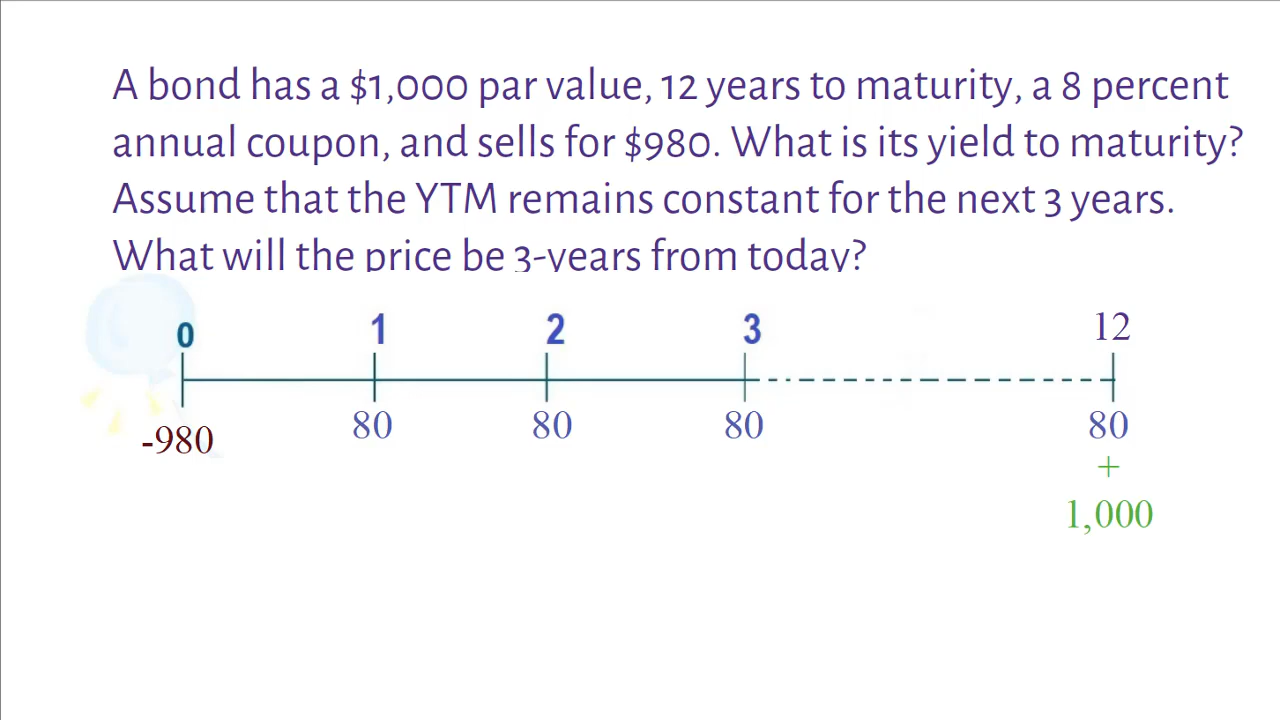 A bond has a $1,000 par value, 12 years to maturity, a 8 percent
annual coupon, and sells for $980. What is its yield to maturity?
Assume that the YTM remains constant for the next 3 years.
What will the price be 3-years from today?
0 1 2 3 12
-980 80 80 80 80
+
1,000